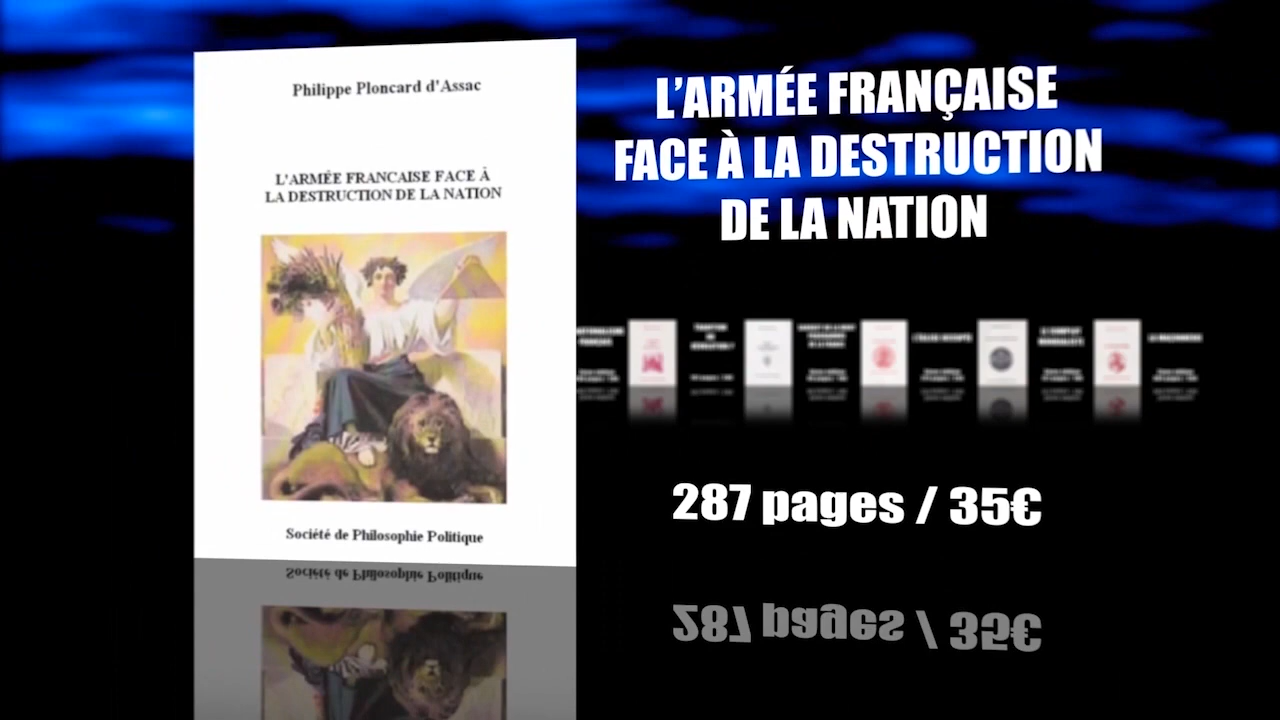 Philippe Ploncard d'Assac
L'ARMÉE FRANCAISE FACE À
LA DESTRUCTION DE LA NATION
Société de Philosophie Politique
L'ARMÉE FRANÇAISE
FACE À LA DESTRUCTION
DE LA NATION
287 pages / 35€